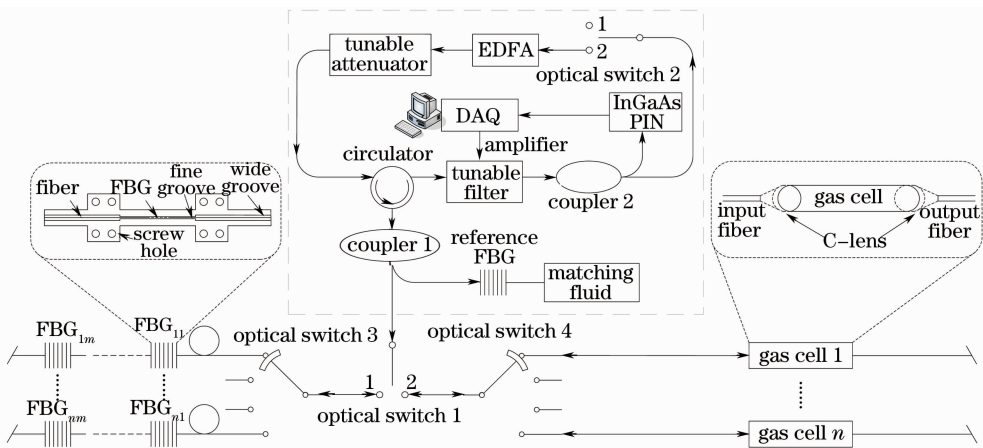 1
2
optical switch 2
EDFA
tunable
attenuator
DAQ
InGaAs
PIN
amplifier
circulator
tunable
filter
coupler 2
coupler 1
reference
FBG
matching
fluid
fiber
FBG
fine
groove
wide
groove
screw
hole
gas cell
input
fiber
output
fiber
C-lens
FBG1m
FBG11
optical switch 3
optical switch 4
gas cell 1
1
2
optical switch 1
FBGnm
FBGn1
gas cell n